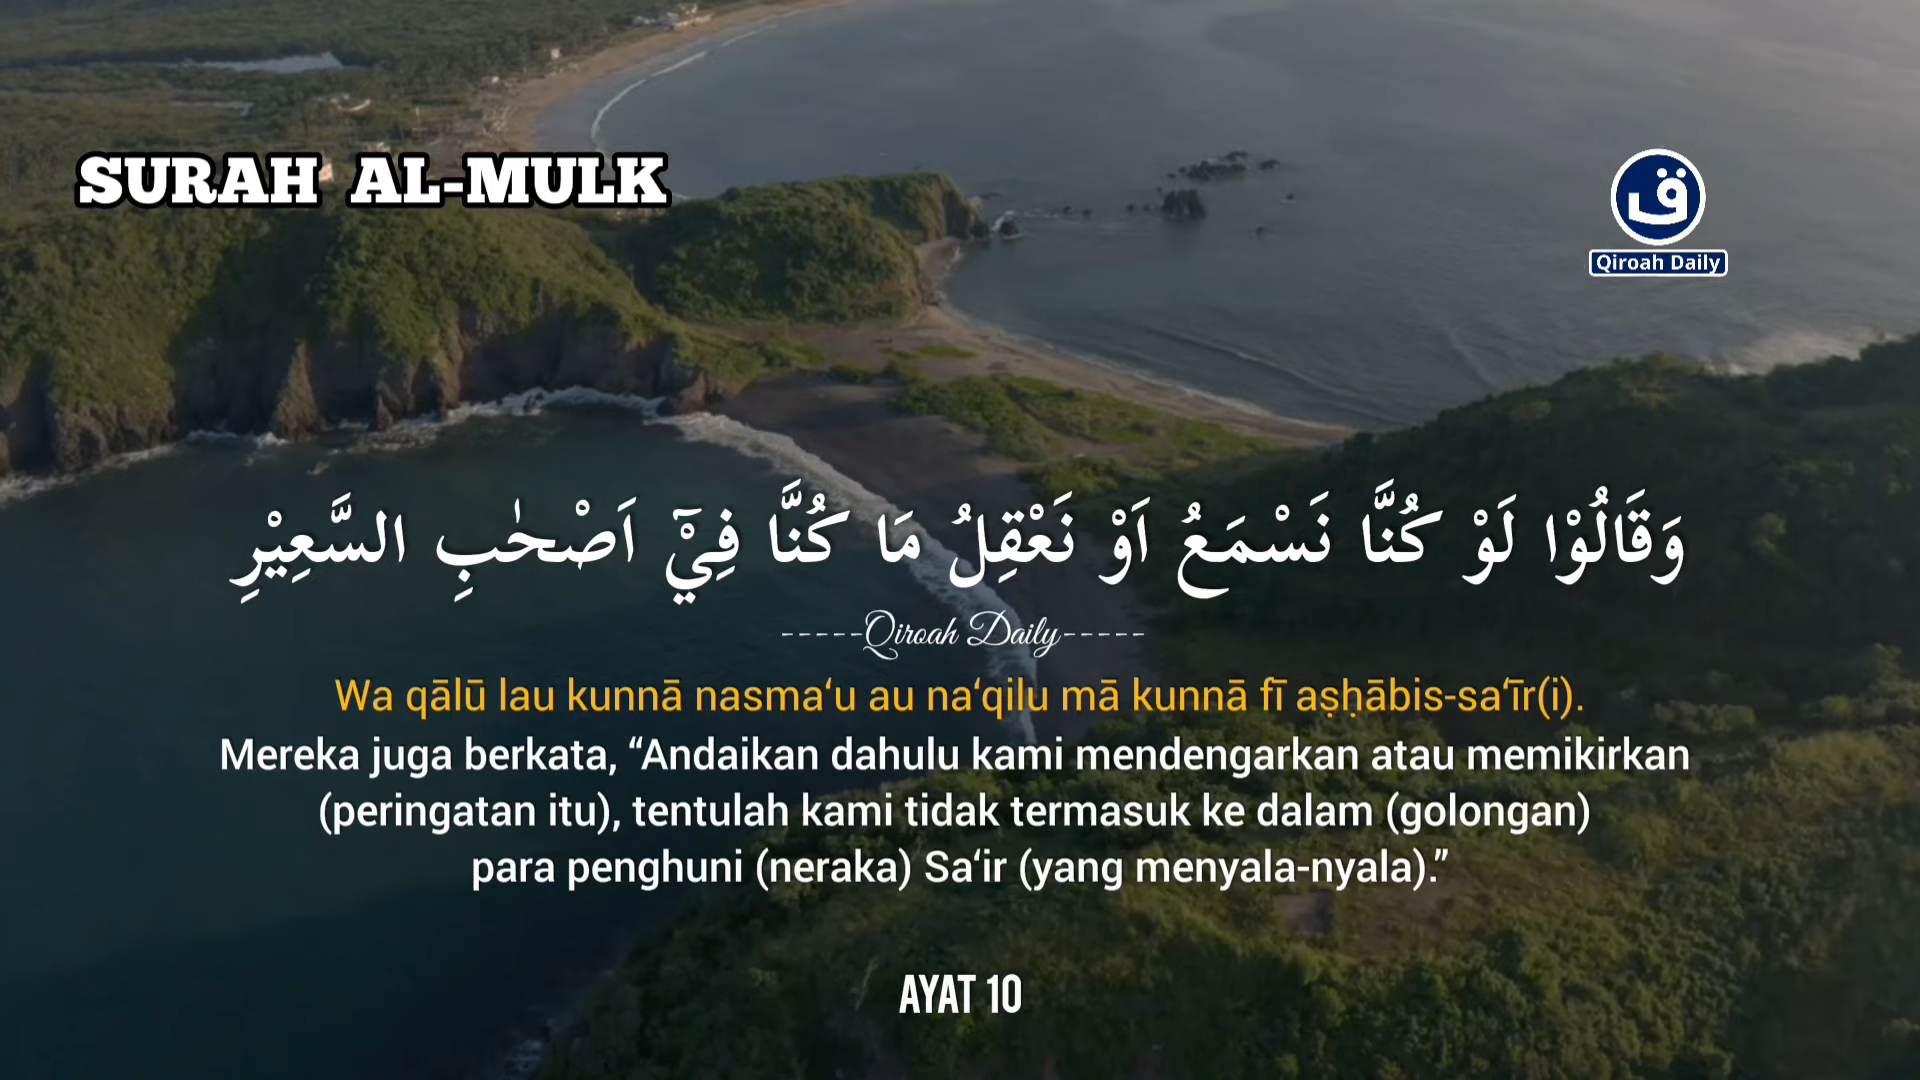 SURAH AL-MULK
ق
Qiroah Daily
وَقَالُوْا لَوْ كُنَّا نَسْمَعُ اَوْ نَعْقِلُ مَا كُنَّا فِيْٓ اَصْحٰبِ السَّعِيْرِ
-----Qiroah Daily-----
Wa qālū lau kunnā nasma‘u au na‘qilu mā kunnā fī aṣḥābis-sa‘īr(i).
Mereka juga berkata, “Andaikan dahulu kami mendengarkan atau memikirkan
(peringatan itu), tentulah kami tidak termasuk ke dalam (golongan)
para penghuni (neraka) Sa‘ir (yang menyala-nyala).”
AYAT 10